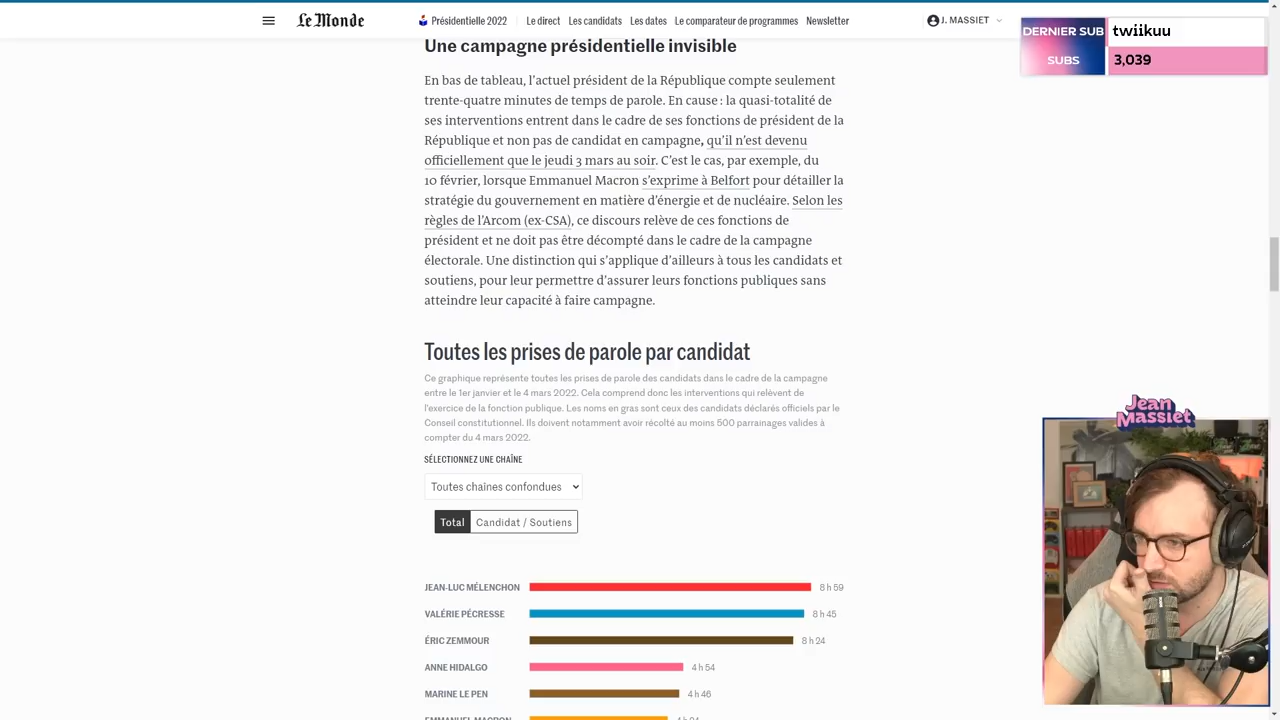 Le Monde
Présidentielle 2022
Le direct
Les candidats
Les dates
Le comparateur de programmes
Newsletter
J. MASSIET
DERNIER SUB
twiikuu
SUBS
3,039
Une campagne présidentielle invisible
En bas de tableau, l’actuel président de la République compte seulement
trente-quatre minutes de temps de parole. En cause : la quasi-totalité de
ses interventions entrent dans le cadre de ses fonctions de président de la
République et non pas de candidat en campagne, qu’il n’est devenu
officiellement que le jeudi 3 mars au soir. C’est le cas, par exemple, du
10 février, lorsque Emmanuel Macron s’exprime à Belfort pour détailler la
stratégie du gouvernement en matière d’énergie et de nucléaire. Selon les
règles de l’Arcom (ex-CSA), ce discours relève de ces fonctions de
président et ne doit pas être décompté dans le cadre de la campagne
électorale. Une distinction qui s’applique d’ailleurs à tous les candidats et
soutiens, pour leur permettre d’assurer leurs fonctions publiques sans
atteindre leur capacité à faire campagne.
Toutes les prises de parole par candidat
Ce graphique représente toutes les prises de parole des candidats dans le cadre de la campagne
entre le 1er janvier et le 4 mars 2022. Cela comprend donc les interventions qui relèvent de
l'exercice de la fonction publique. Les noms en gras sont ceux des candidats déclarés officiels par le
Conseil constitutionnel. Ils doivent notamment avoir récolté au moins 500 parrainages valides à
compter du 4 mars 2022.
SÉLECTIONNEZ UNE CHAÎNE
Toutes chaînes confondues
Total
Candidat / Soutiens
JEAN-LUC MÉLENCHON 8 h 59
VALÉRIE PÉCRESSE 8 h 45
ÉRIC ZEMMOUR 8 h 24
ANNE HIDALGO 4 h 54
MARINE LE PEN 4 h 46
EMMANUEL MACRON
Jean
Massiet